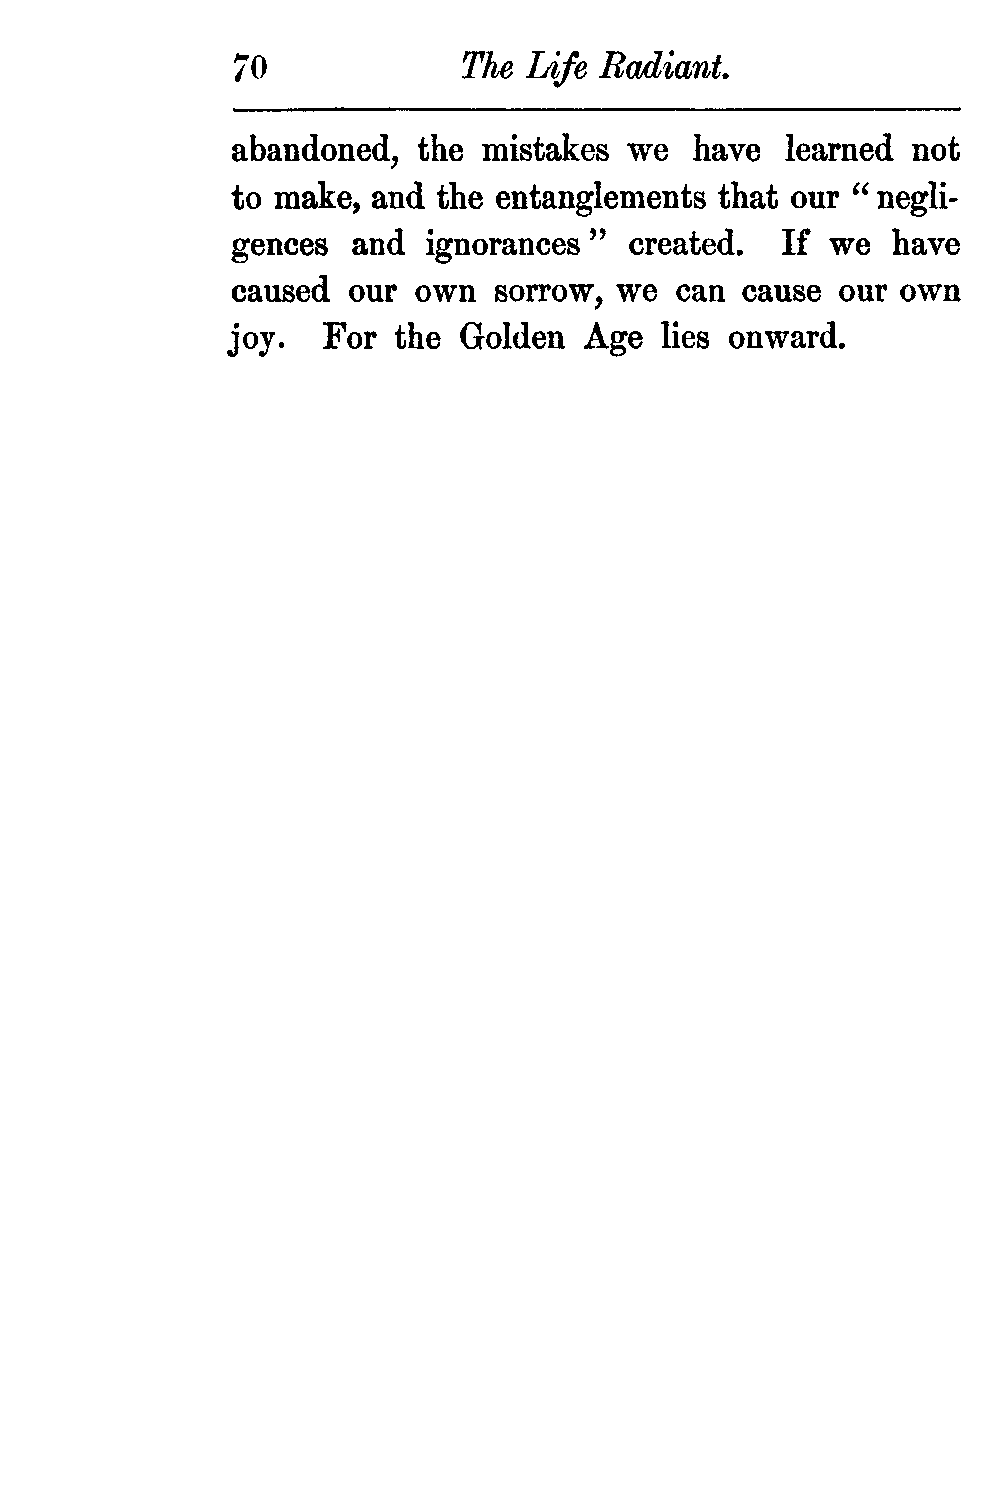 70 The Life Radiant.
abandoned, the mistakes we have learned not
to make, and the entanglements that our “ negli-
gences and ignorances ” created. If we have
caused our own sorrow, we can cause our own
joy. For the Golden Age lies onward.